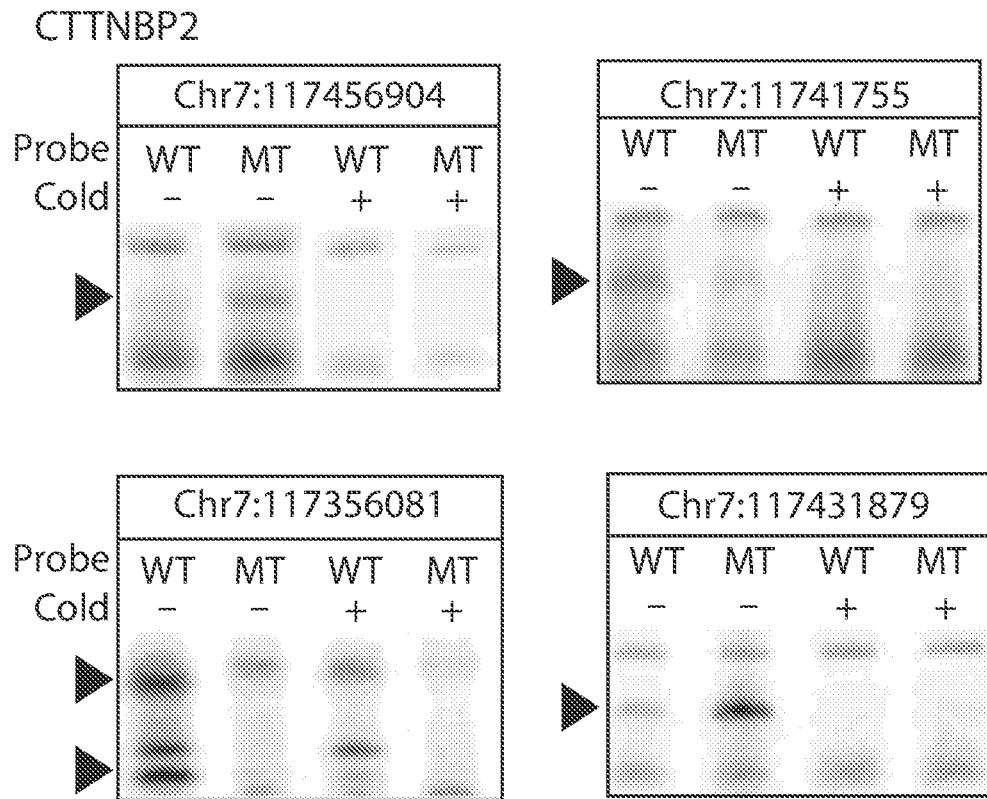 CTTNBP2
Chr7:117456904
Probe WT MT WT MT
Cold - - + +
Chr7:11741755
WT MT WT MT
- - + +
Chr7:117356081
Probe WT MT WT MT
Cold - - + +
Chr7:117431879
WT MT WT MT
- - + +